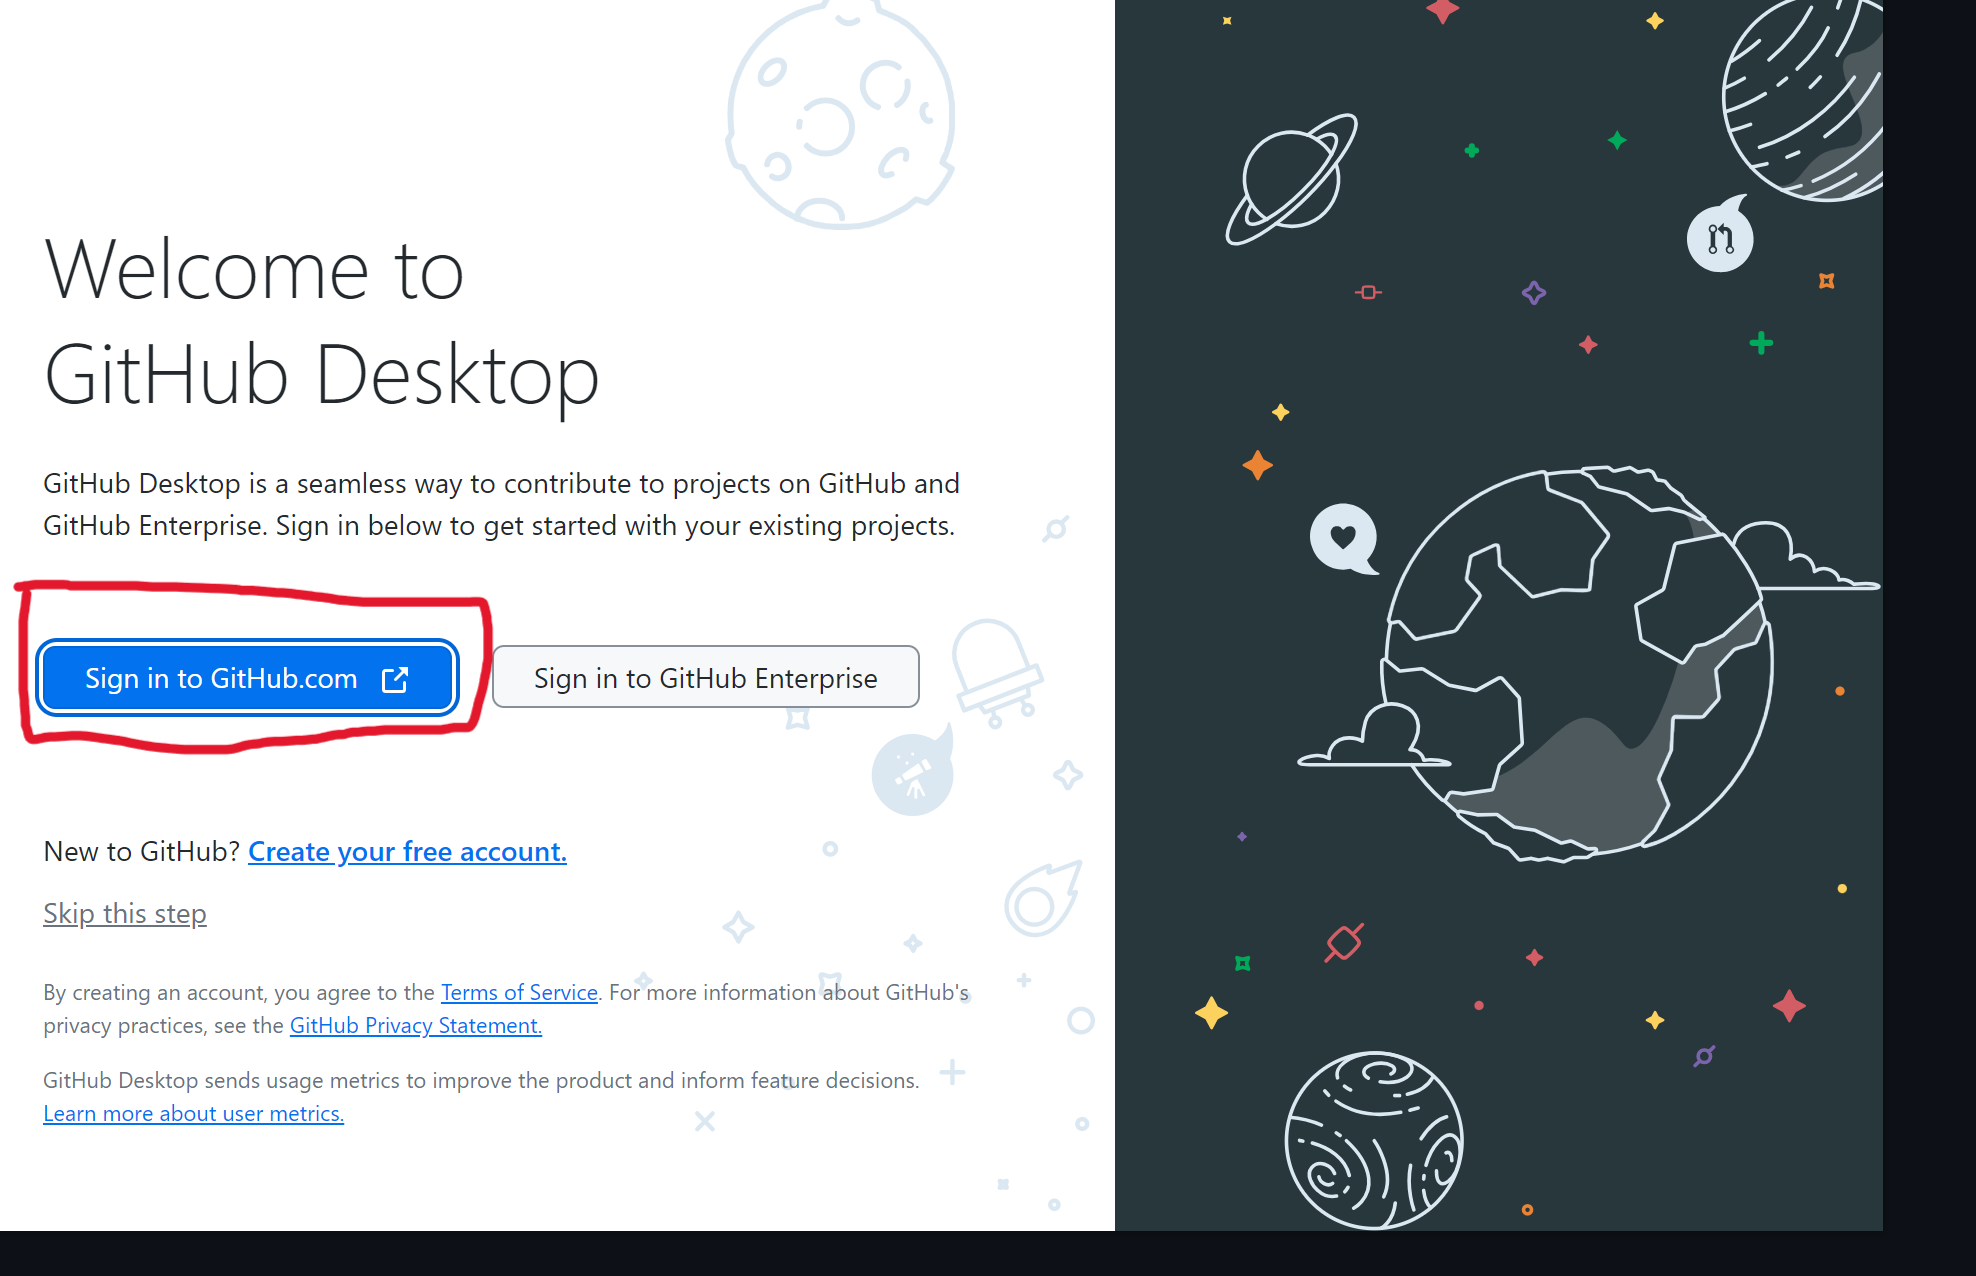 Welcome to
GitHub Desktop
GitHub Desktop is a seamless way to contribute to projects on GitHub and
GitHub Enterprise. Sign in below to get started with your existing projects.
Sign in to GitHub.com
Sign in to GitHub Enterprise
New to GitHub? Create your free account.
Skip this step
By creating an account, you agree to the Terms of Service. For more information about GitHub's
privacy practices, see the GitHub Privacy Statement.
GitHub Desktop sends usage metrics to improve the product and inform feature decisions.
Learn more about user metrics.